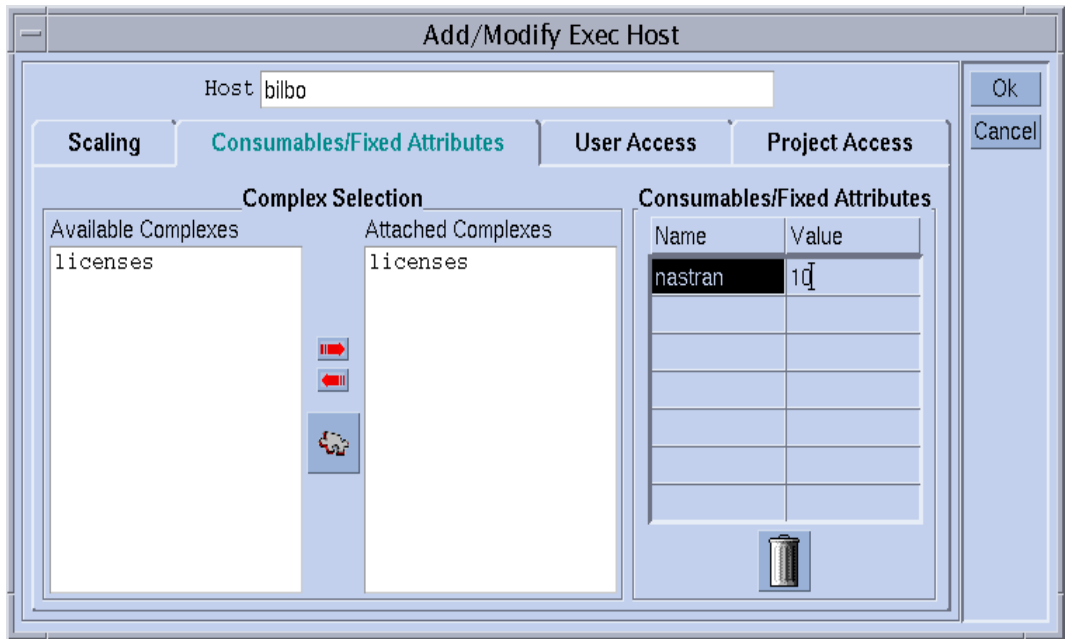 Add/Modify Exec Host
Host bilbo
Ok
Cancel
Scaling
Consumables/Fixed Attributes
User Access
Project Access
Complex Selection
Available Complexes
licenses
Attached Complexes
licenses
Consumables/Fixed Attributes
Name Value
nastran 10